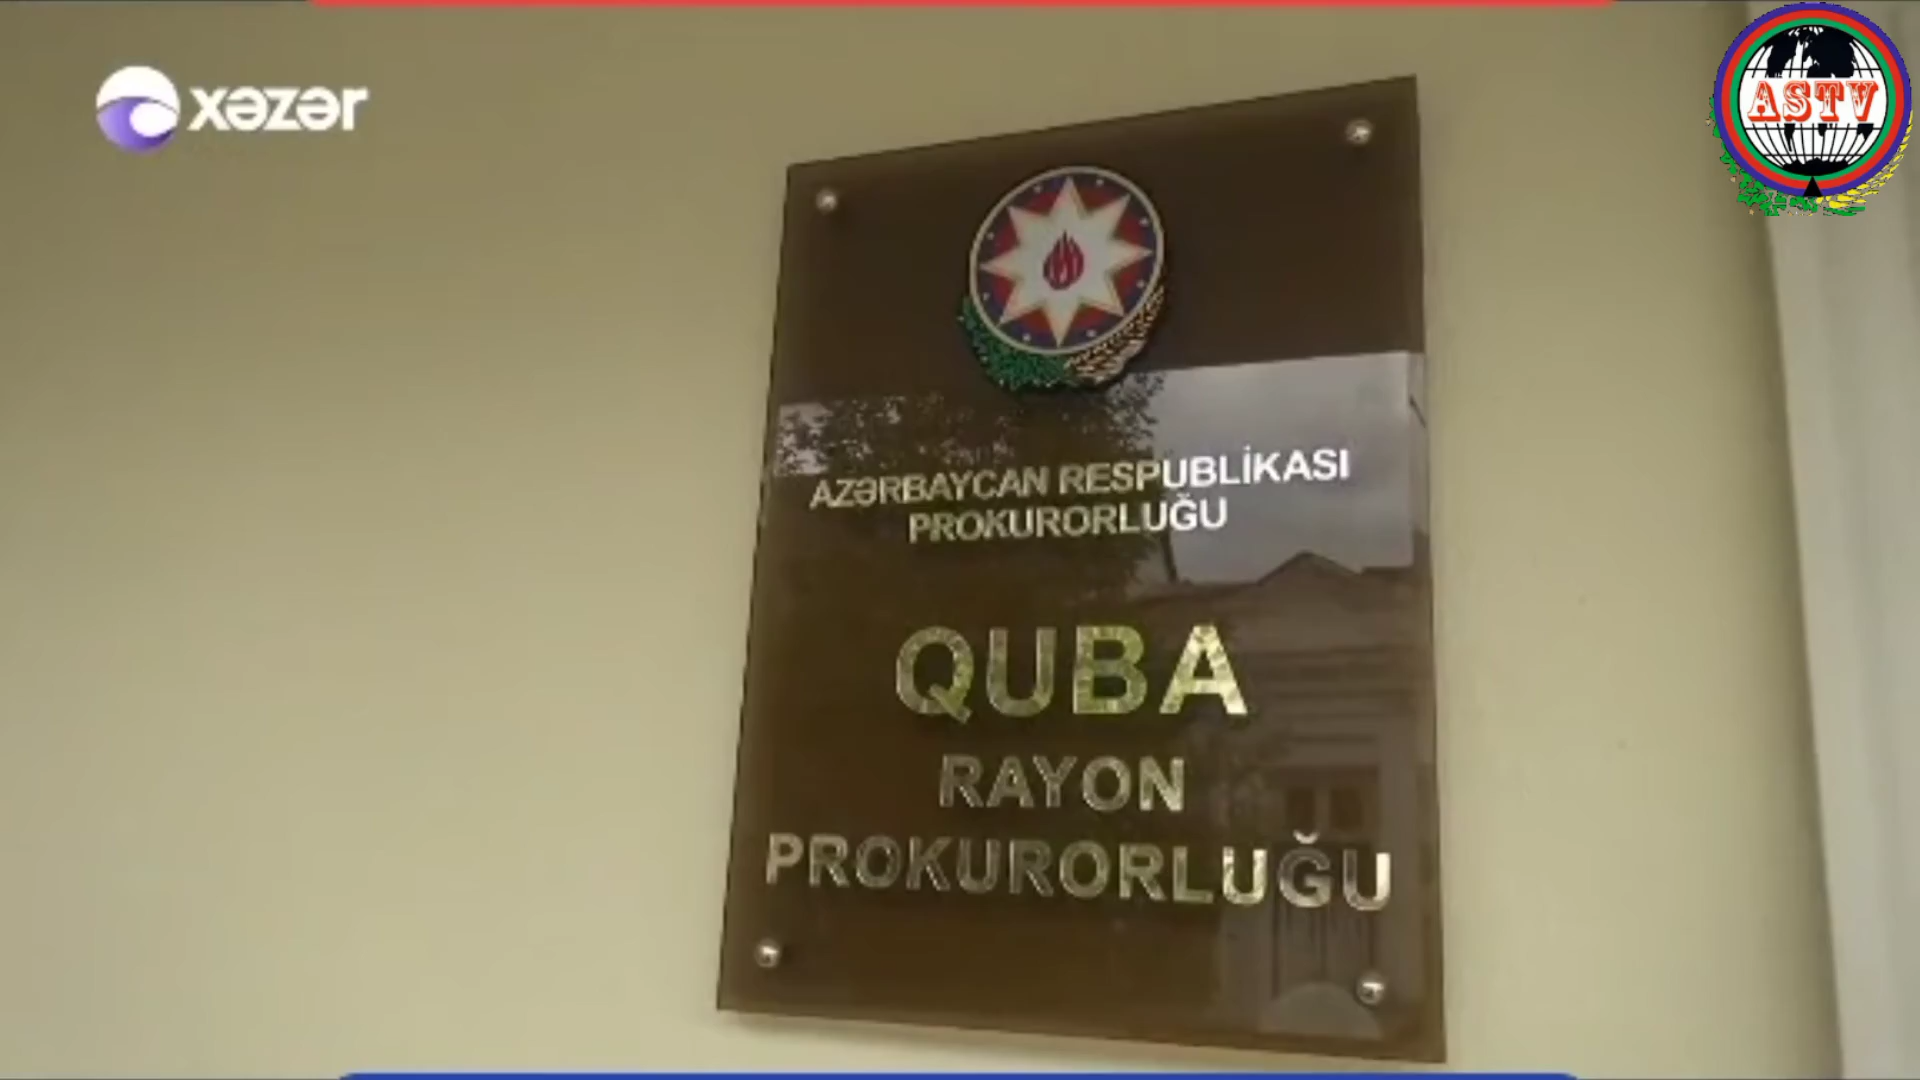 xəzər
ASTV
AZƏRBAYCAN RESPUBLİKASI
PROKURORLUĞU
QUBA
RAYON
PROKURORLUĞU